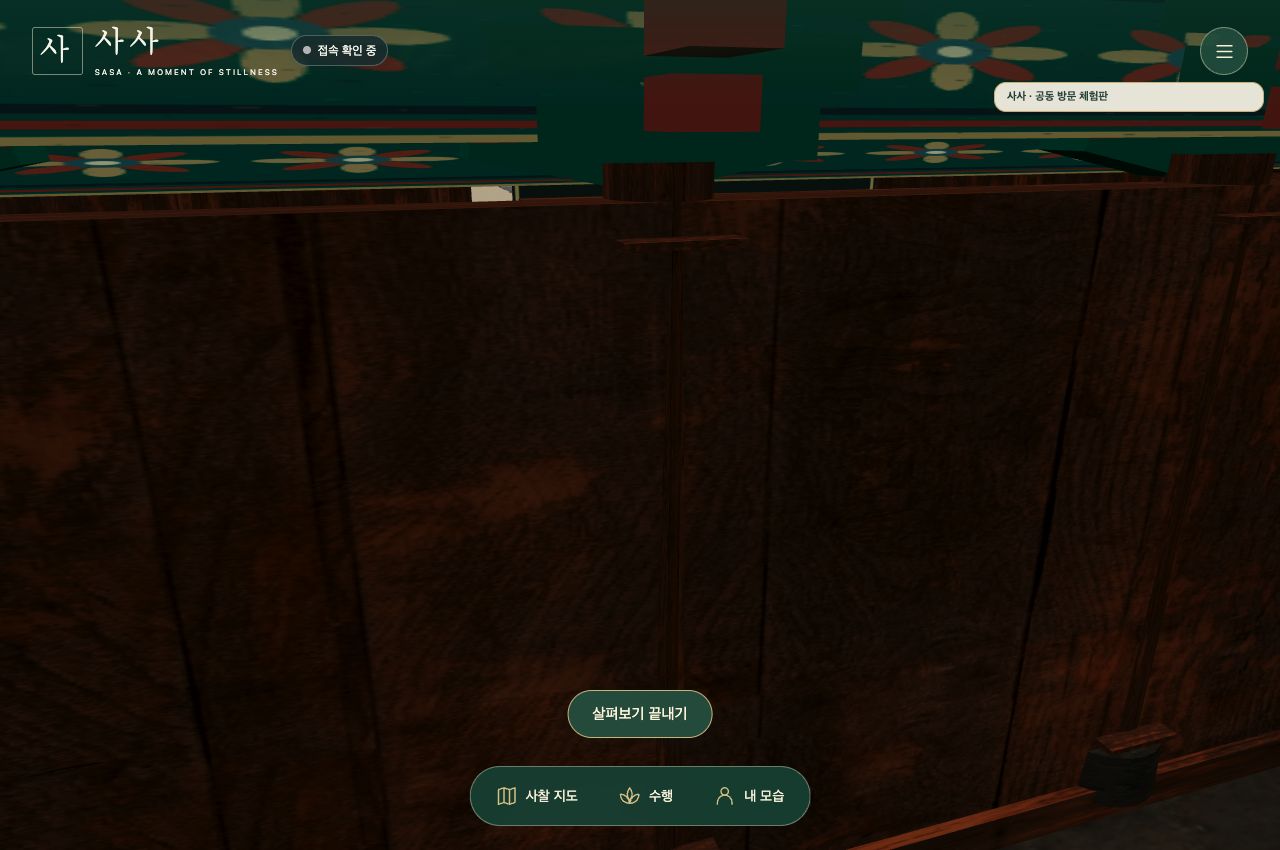 사
사사
SASA · A MOMENT OF STILLNESS
접속 확인 중
사사 · 공동 방문 체험판
살펴보기 끝내기
사찰 지도
수행
내 모습